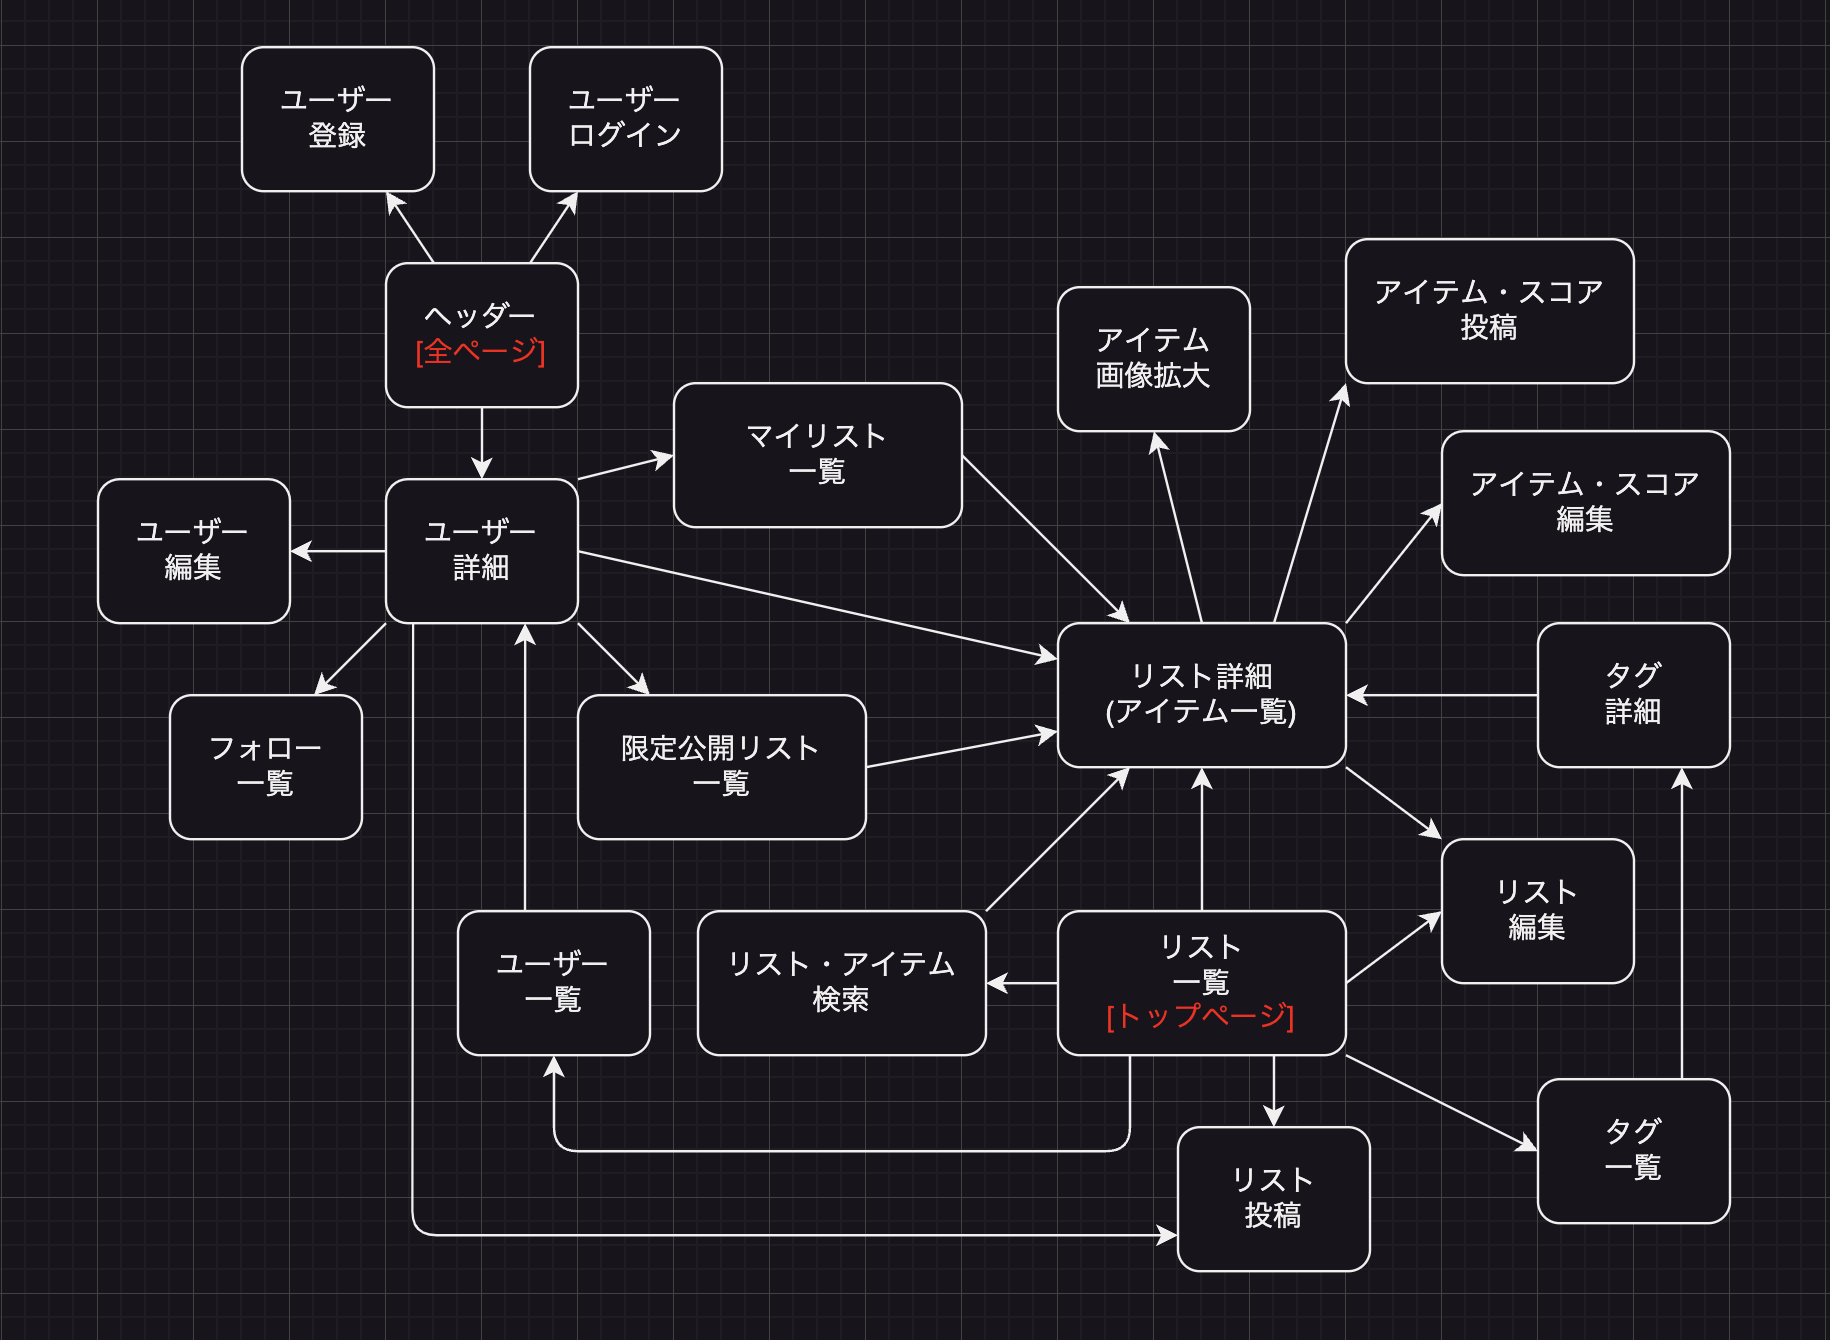 ユーザー
登録
ユーザー
ログイン
ヘッダー
[全ページ]
アイテム
画像拡大
アイテム・スコア
投稿
マイリスト
一覧
アイテム・スコア
編集
ユーザー
編集
ユーザー
詳細
リスト詳細
(アイテム一覧)
タグ
詳細
フォロー
一覧
限定公開リスト
一覧
リスト
編集
ユーザー
一覧
リスト・アイテム
検索
リスト
一覧
[トップページ]
タグ
一覧
リスト
投稿